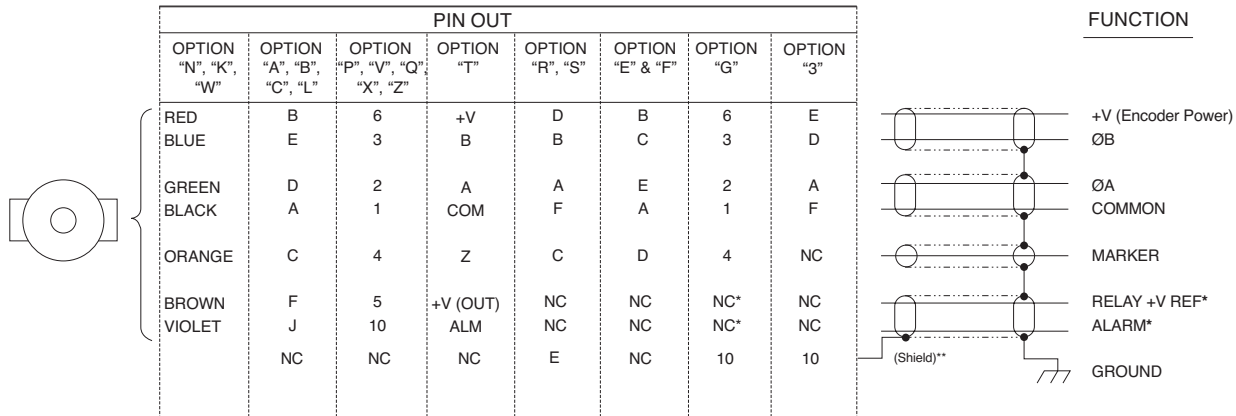 PIN OUT FUNCTION
OPTION OPTION OPTION OPTION OPTION OPTION OPTION OPTION
“N”, “K”, “A”, “B”, “P”, “V”, “Q”, “T” “R”, “S” “E” & “F” “G” “3”
“W” “C”, “L” “X”, “Z”
RED B 6 +V D B 6 E +V (Encoder Power)
BLUE E 3 B B C 3 D ØB
GREEN D 2 A A E 2 A ØA
BLACK A 1 COM F A 1 F COMMON
ORANGE C 4 Z C D 4 NC MARKER
BROWN F 5 +V (OUT) NC NC NC* NC RELAY +V REF*
VIOLET J 10 ALM NC NC NC* NC ALARM*
NC NC NC E NC 10 10 (Shield)** GROUND